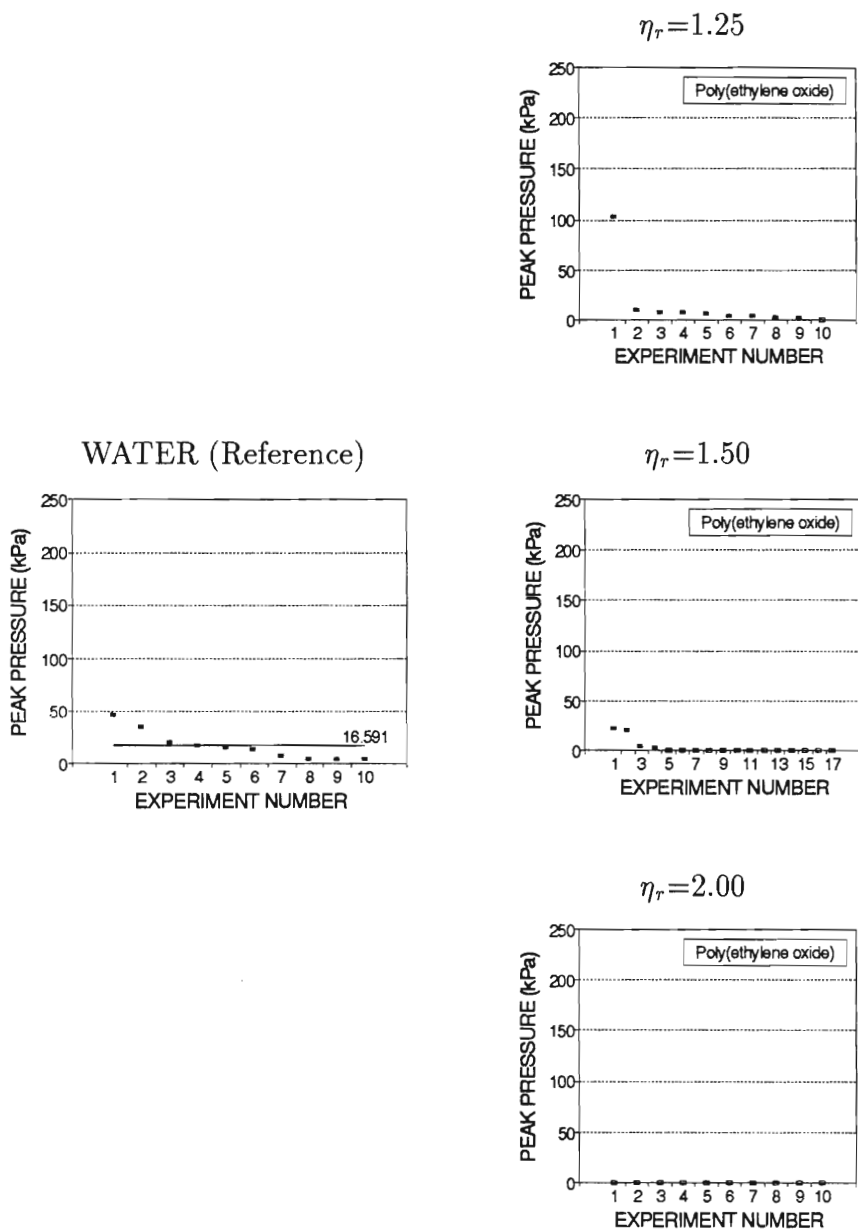 ηr=1.25
250
200
150
100
50
0
PEAK PRESSURE (kPa)
Poly(ethylene oxide)
1 2 3 4 5 6 7 8 9 10
EXPERIMENT NUMBER
WATER (Reference)
250
200
150
100
50
0
PEAK PRESSURE (kPa)
16.591
1 2 3 4 5 6 7 8 9 10
EXPERIMENT NUMBER
ηr=1.50
250
200
150
100
50
0
PEAK PRESSURE (kPa)
Poly(ethylene oxide)
1 3 5 7 9 11 13 15 17
EXPERIMENT NUMBER
ηr=2.00
250
200
150
100
50
0
PEAK PRESSURE (kPa)
Poly(ethylene oxide)
1 2 3 4 5 6 7 8 9 10
EXPERIMENT NUMBER